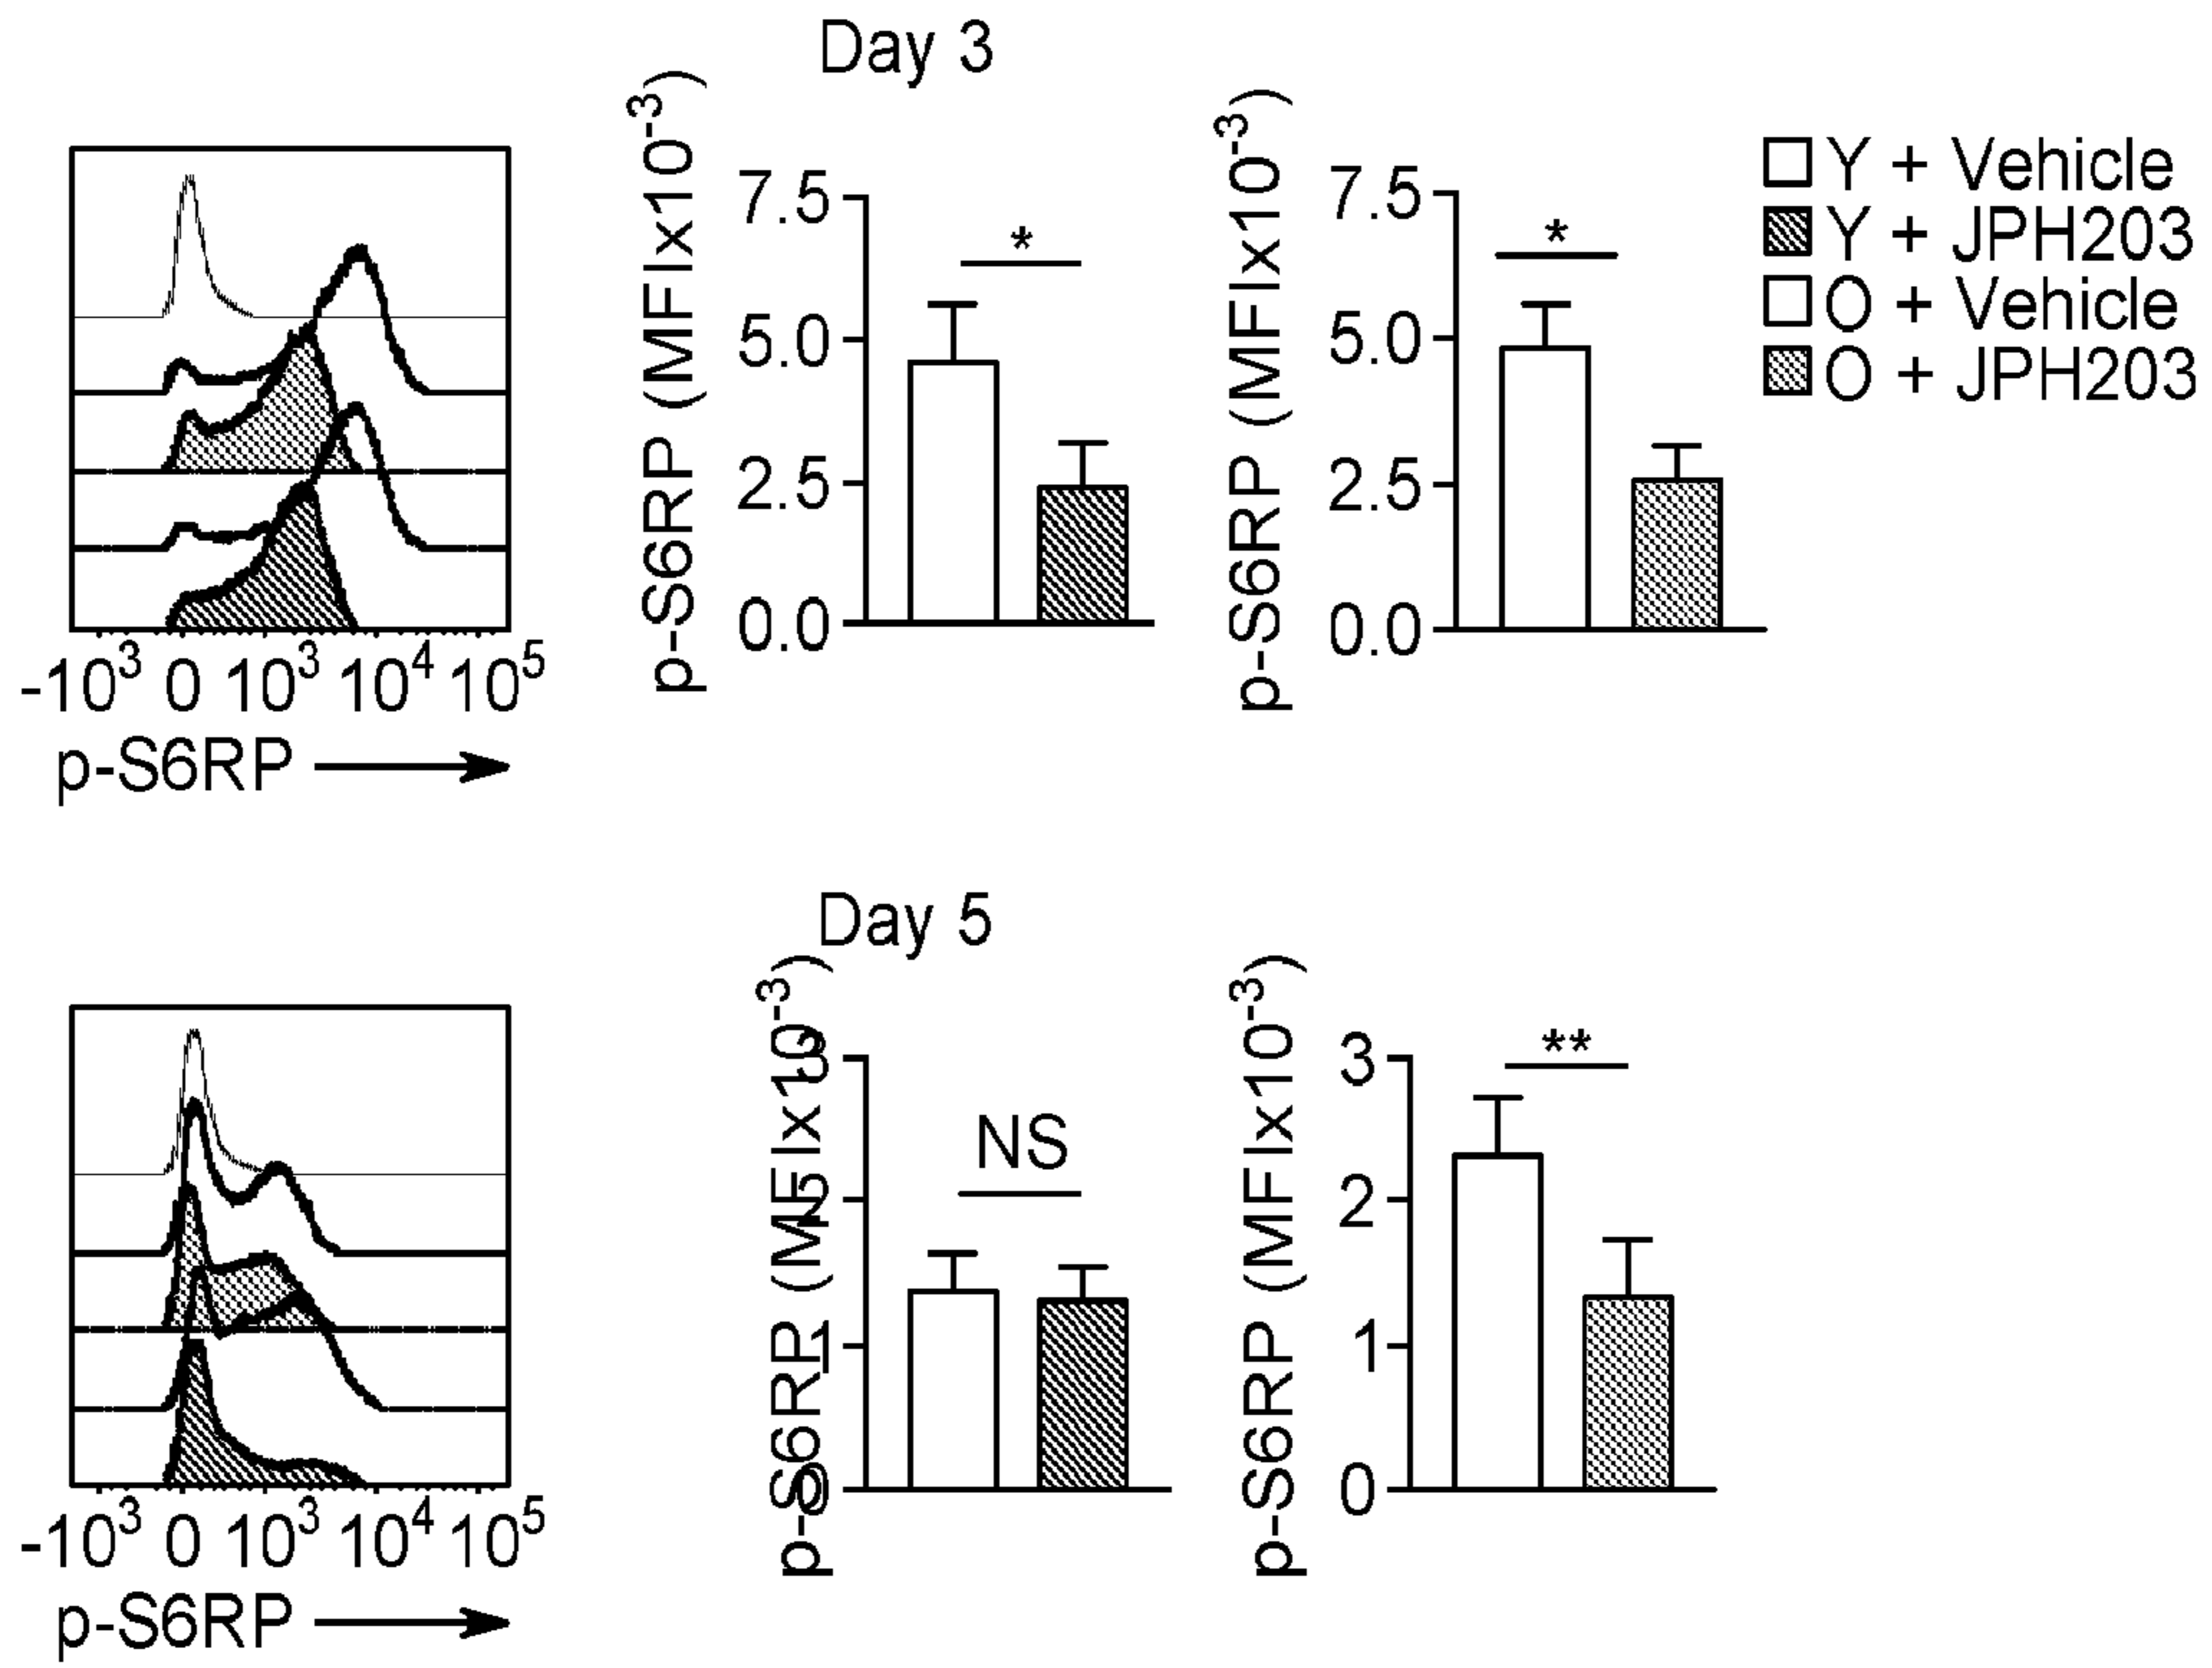 Day 3
p-S6RP (MFIx10-3)
7.5
5.0
2.5
0.0
*
p-S6RP (MFIx10-3)
7.5
5.0
2.5
0.0
*
Y + Vehicle
Y + JPH203
O + Vehicle
O + JPH203
-10³ 0 10³ 10⁴ 10⁵
p-S6RP
Day 5
p-S6RP (MFIx10-3)
3
2
1
0
NS
p-S6RP (MFIx10-3)
3
2
1
0
**
-10³ 0 10³ 10⁴ 10⁵
p-S6RP